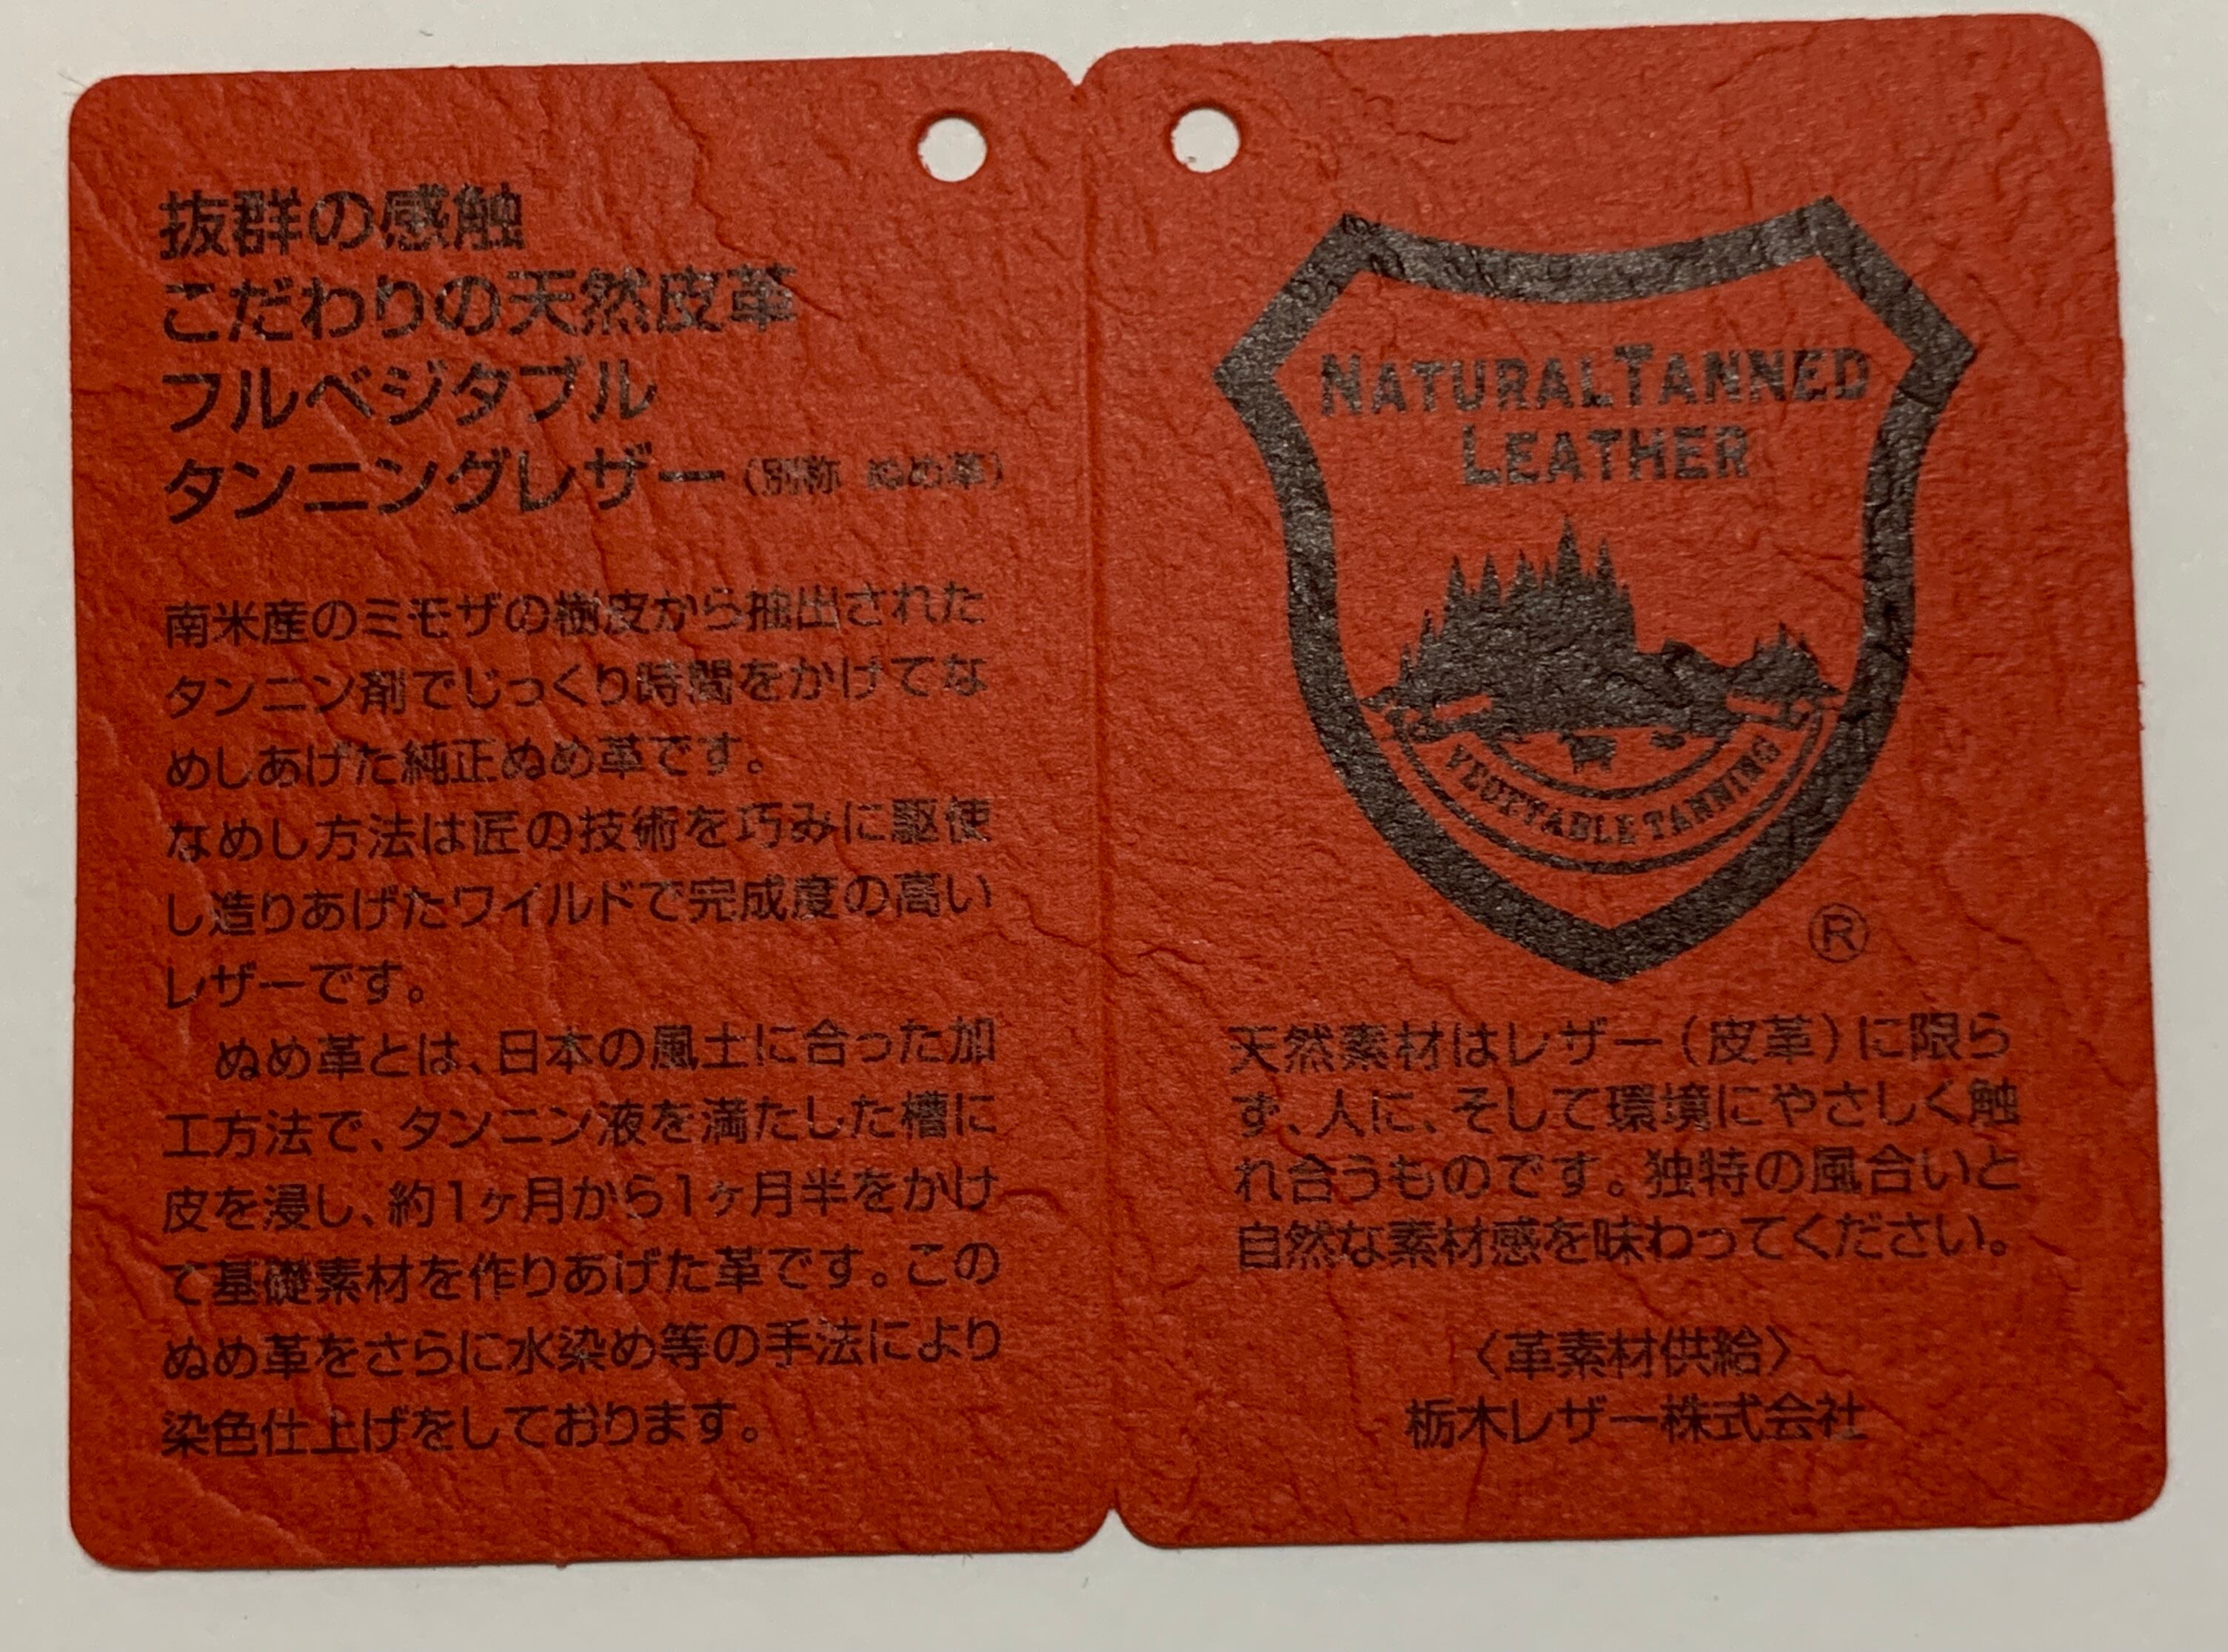 抜群の感触
こだわりの天然皮革
フルベジタブル
タンニングレザー（別称 ぬめ革）
南米産のミモザの樹皮から抽出された
タンニン剤でじっくり時間をかけてな
めしあげた純正ぬめ革です。
なめし方法は匠の技術を巧みに駆使
し造りあげたワイルドで完成度の高い
レザーです。
　ぬめ革とは、日本の風土に合った加
工方法で、タンニン液を満たした槽に
皮を浸し、約1ヶ月から1ヶ月半をかけ
て基礎素材を作りあげた革です。この
ぬめ革をさらに水染め等の手法により
染色仕上げをしております。
NATURAL TANNED
LEATHER
VEGETABLE TANNING
®
天然素材はレザー（皮革）に限ら
ず、人に、そして環境にやさしく触
れ合うものです。独特の風合いと
自然な素材感を味わってください。
〈革素材供給〉
栃木レザー株式会社